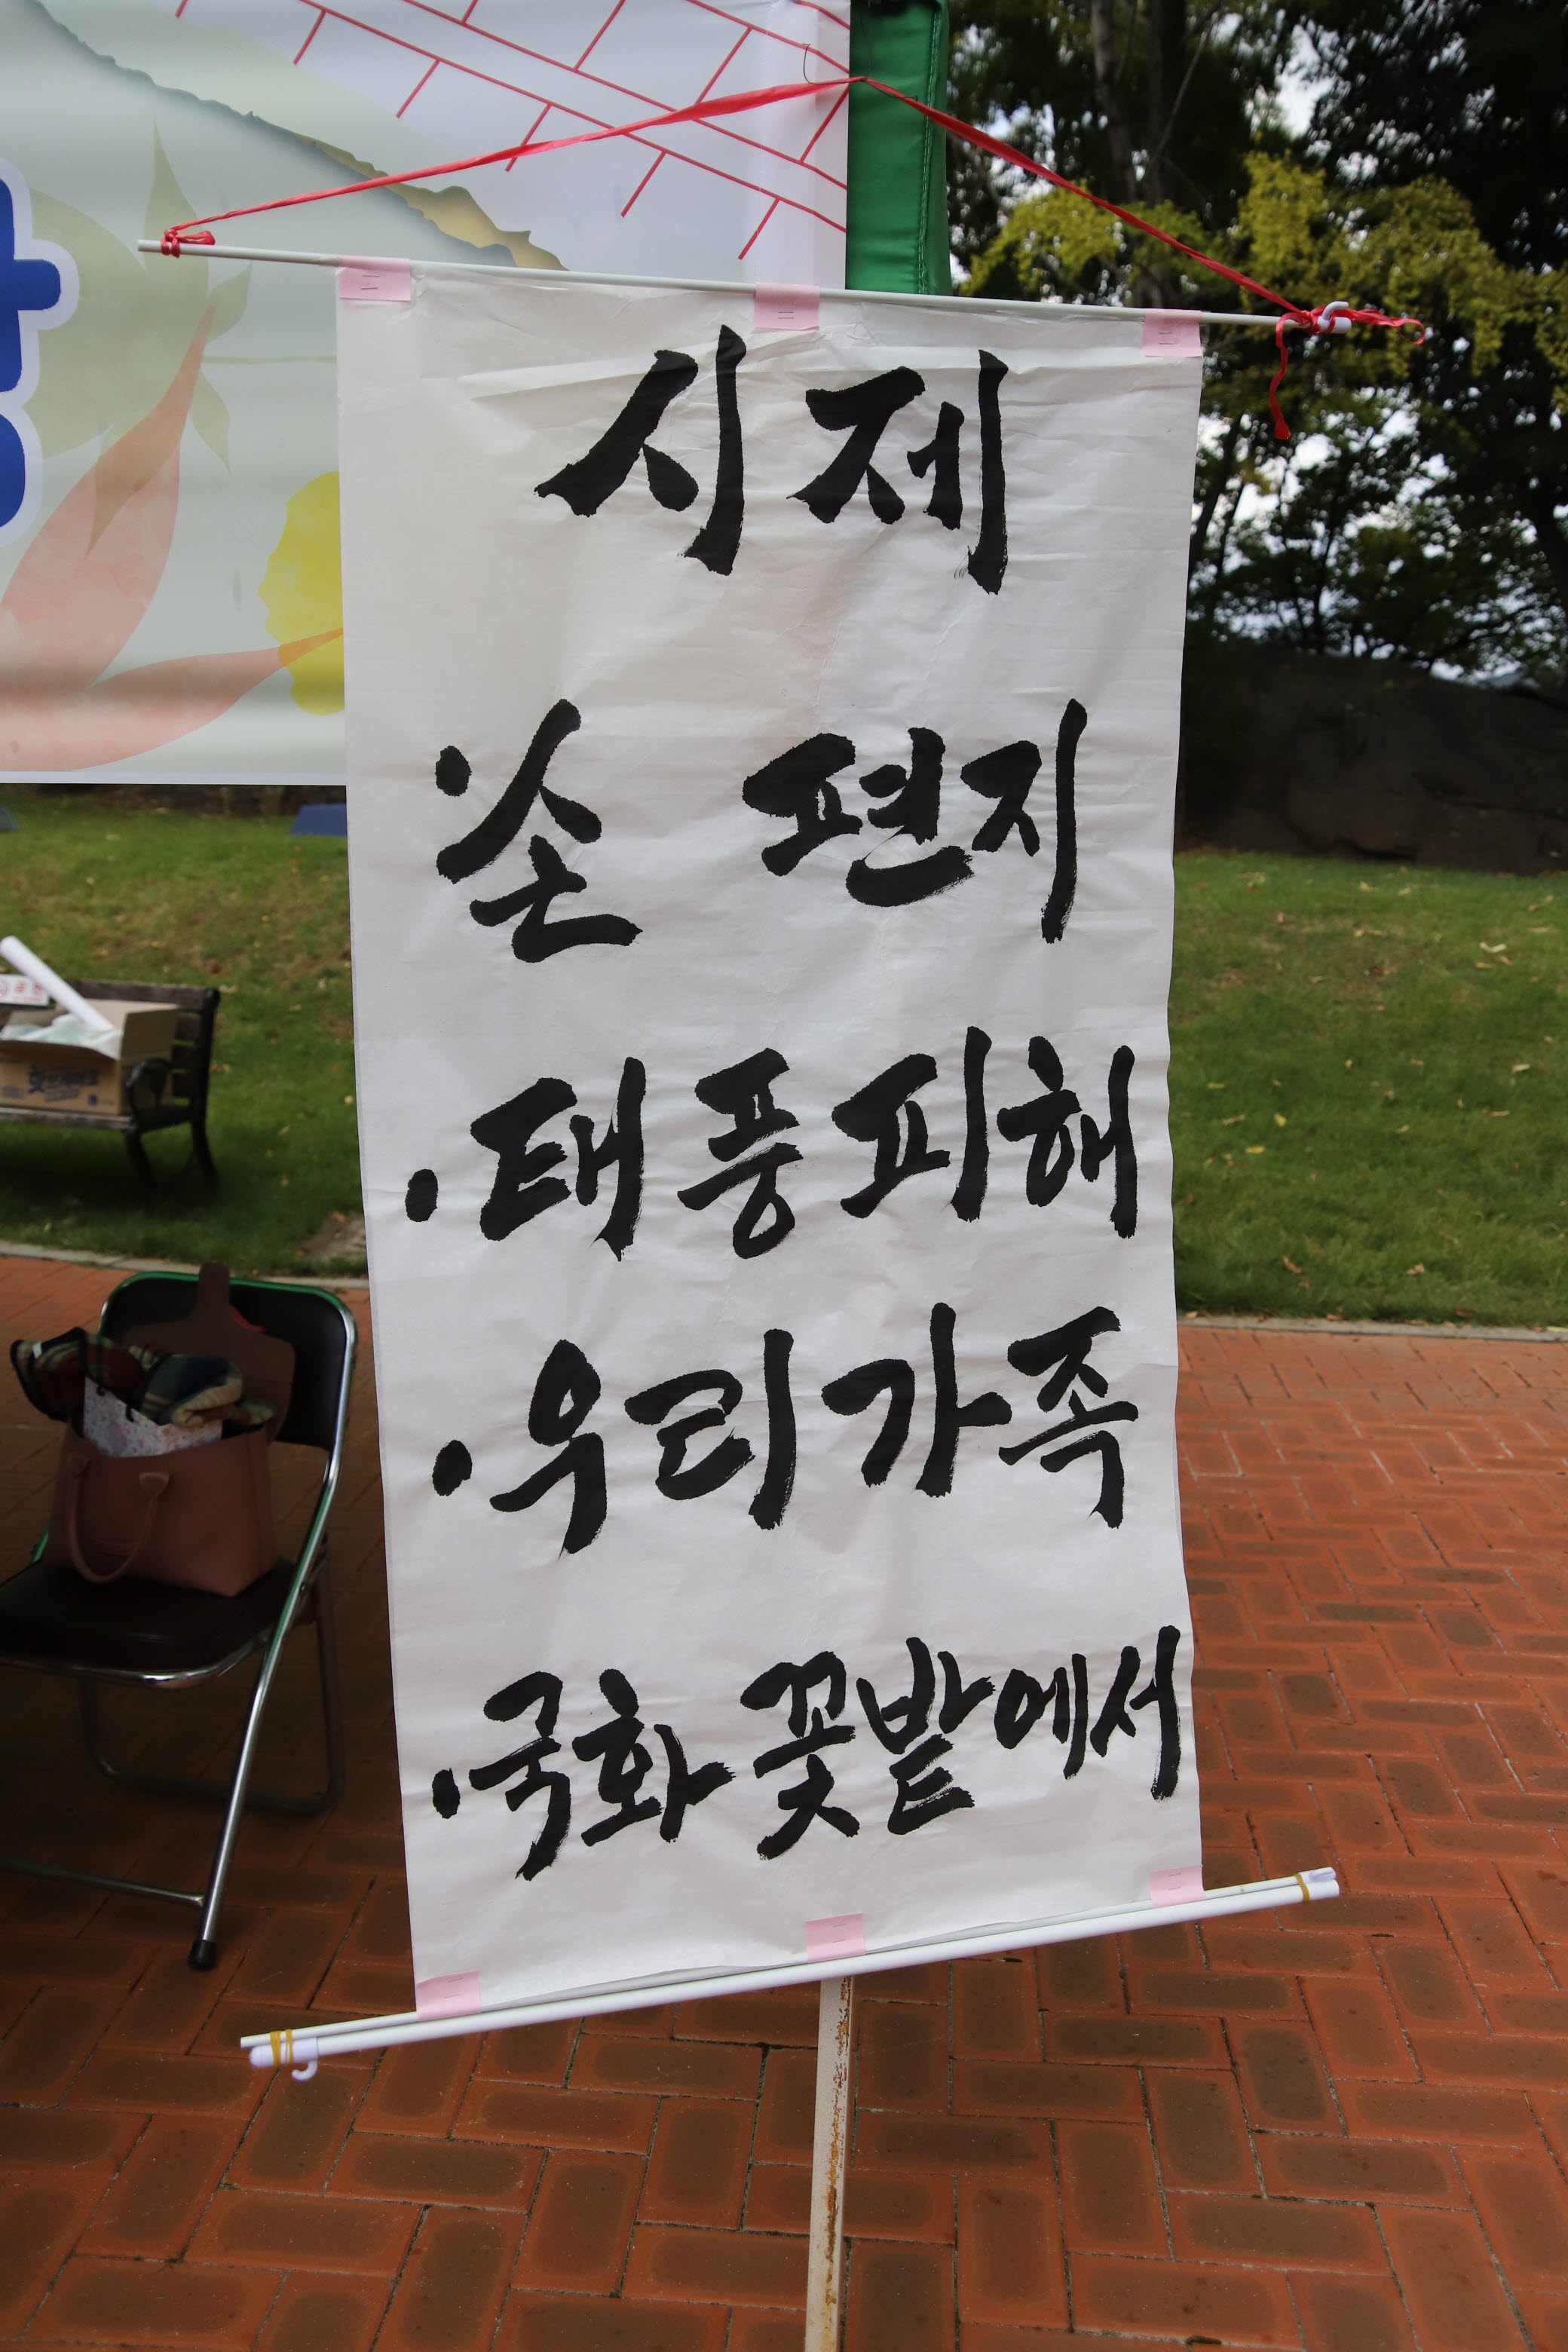 시제
· 손 편지
· 태풍피해
· 우리가족
· 국화 꽃밭에서